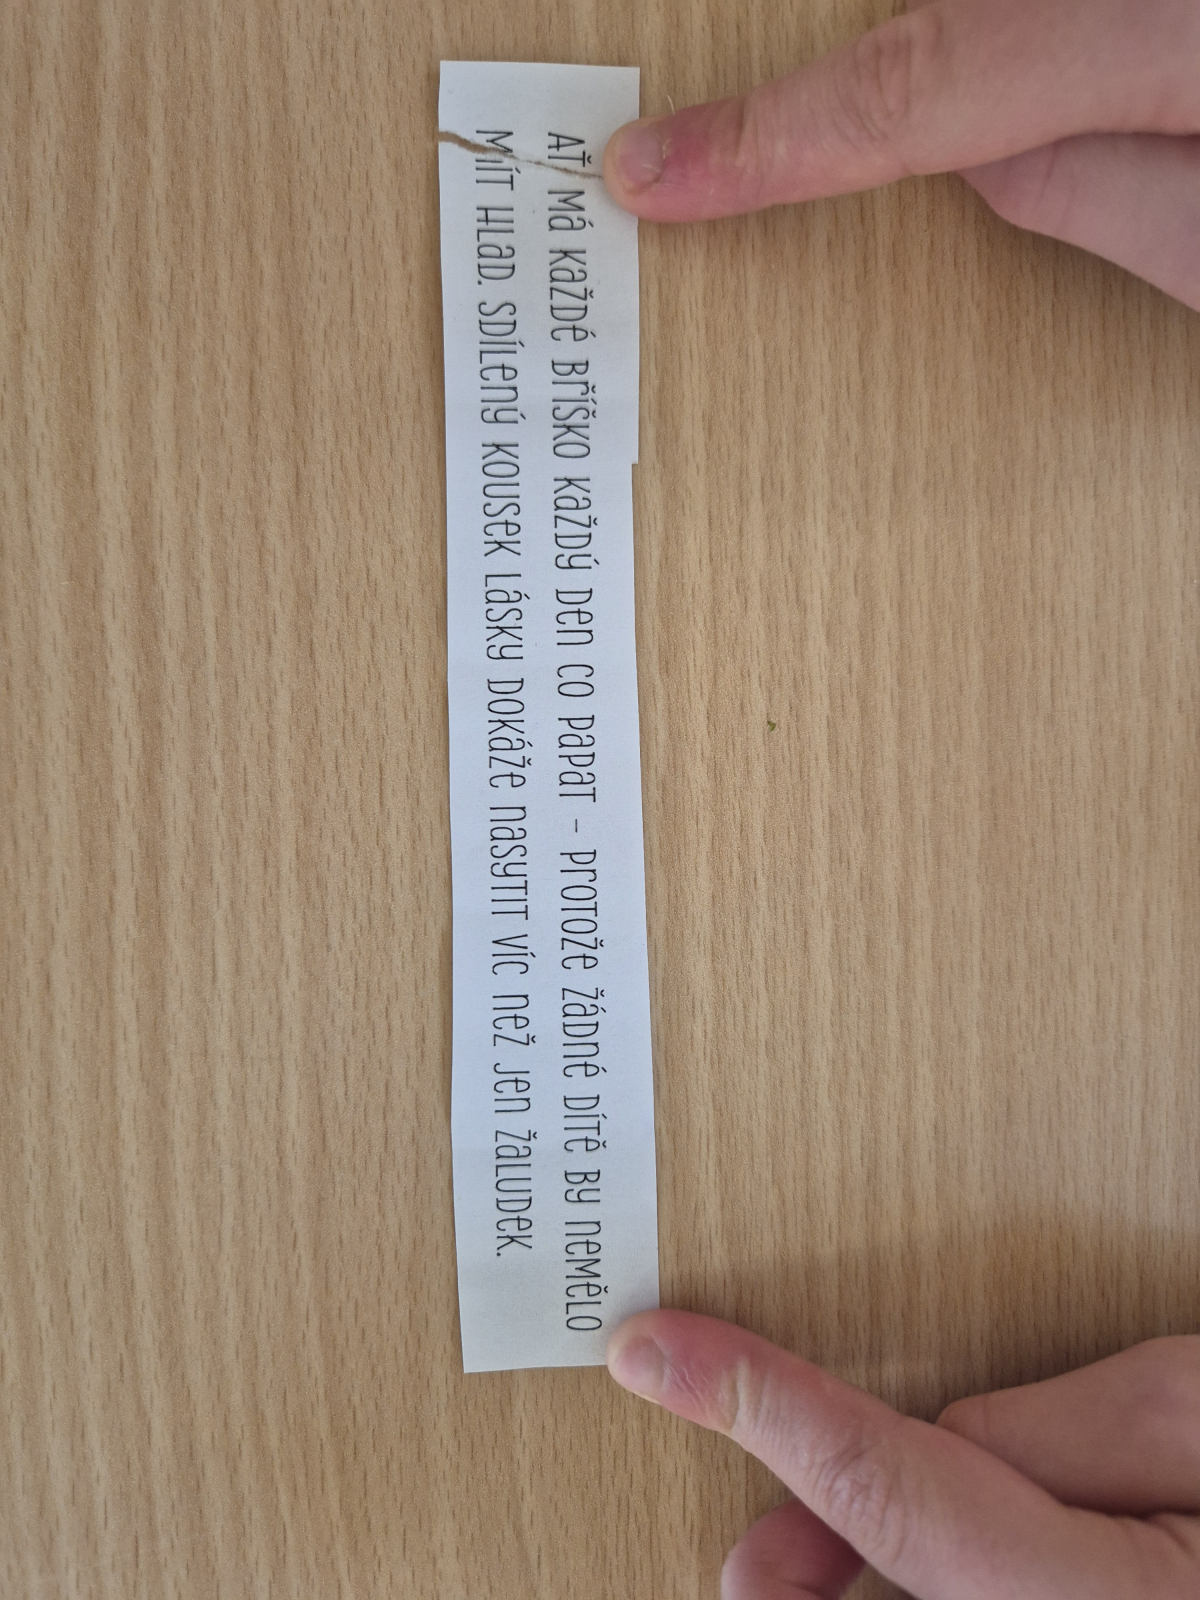 Ať má každé bříško každý den co papat – protože žádné dítě by nemělo
mít hlad. Sdílený kousek lásky dokáže nasytit víc než jen žaludek.